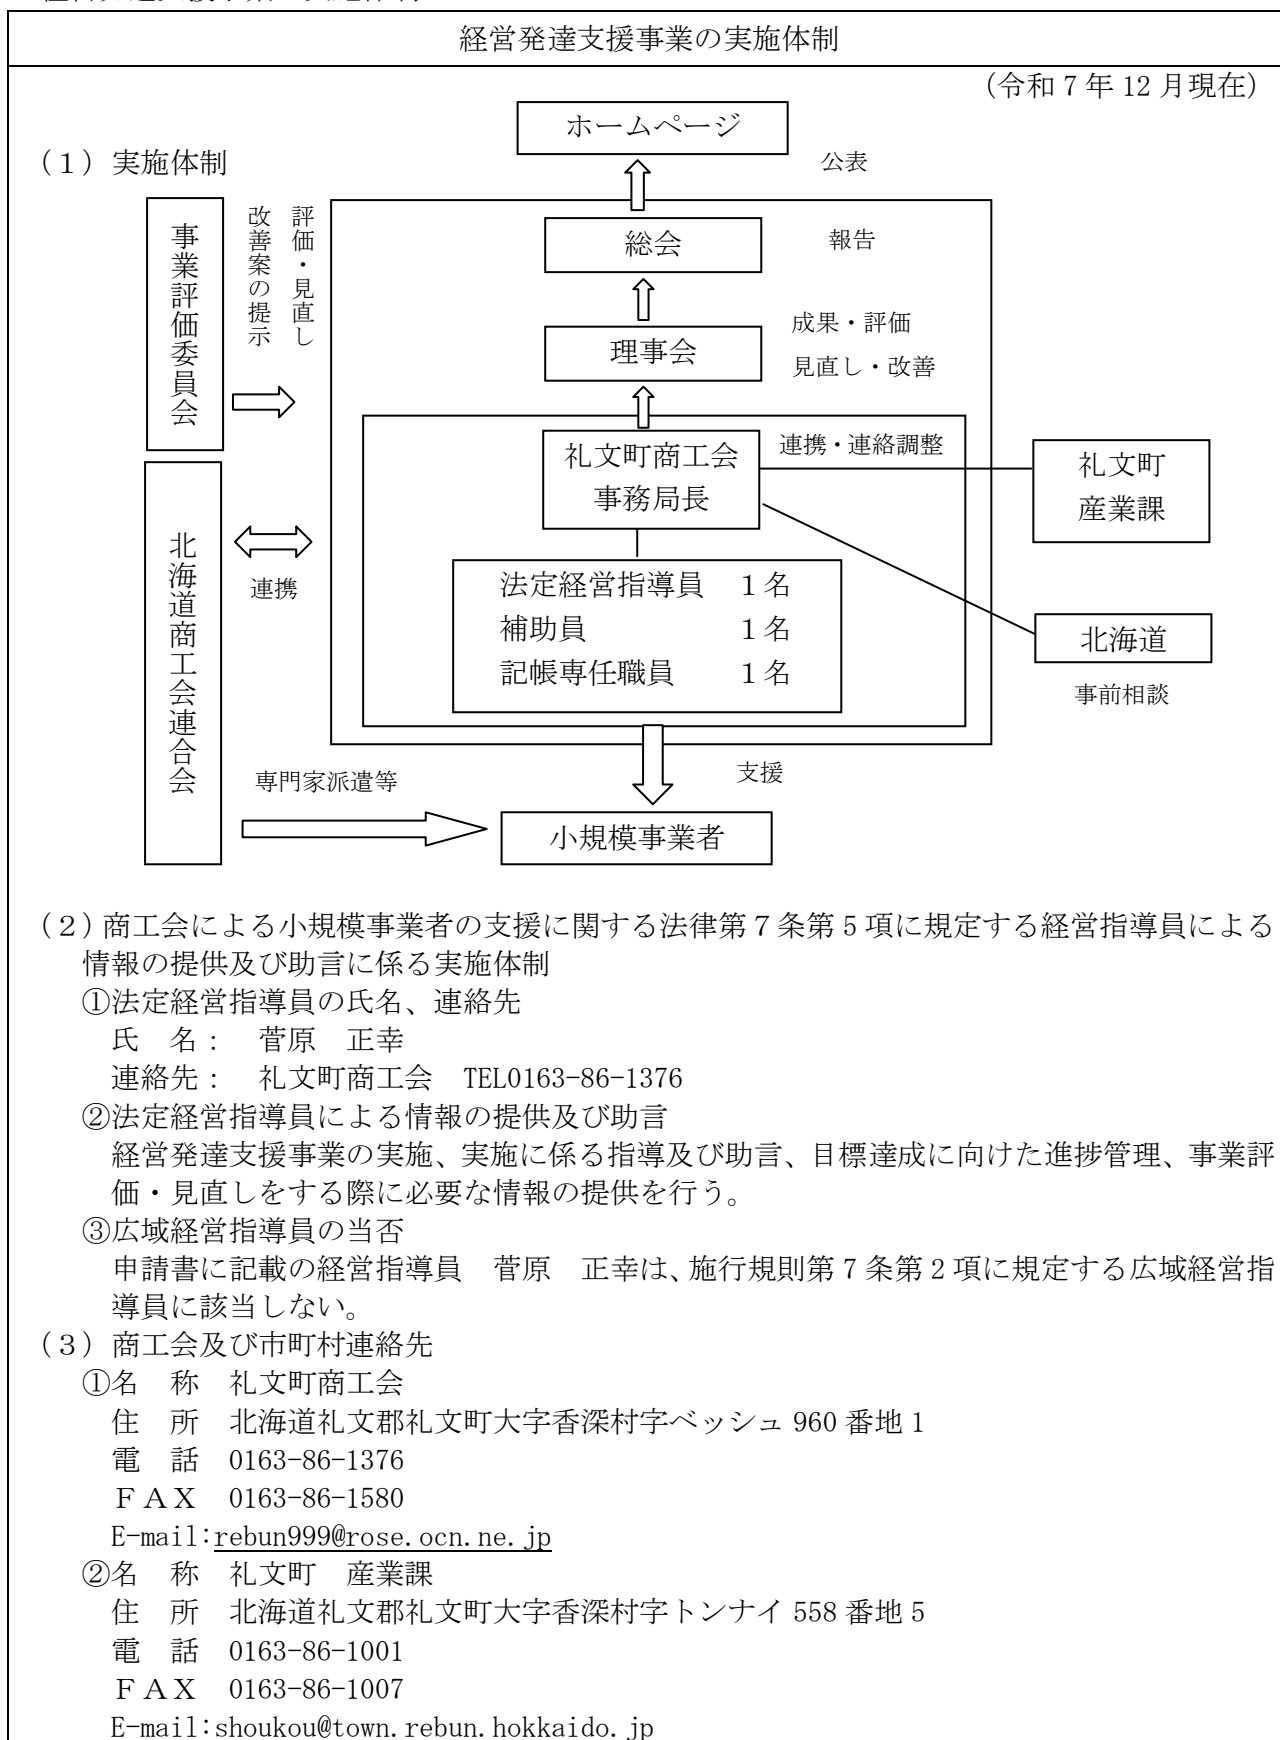 経営発達支援事業の実施体制
(令和７年 12 月現在)
ホームページ
（１）実施体制
公表
事業評価委員会
評価・見直し
改善案の提示
総会
報告
理事会
成果・評価
見直し・改善
礼文町商工会
事務局長
連携・連絡調整
礼文町
産業課
北海道商工会連合会
連携
法定経営指導員　１名
補助員　１名
記帳専任職員　１名
北海道
事前相談
専門家派遣等
支援
小規模事業者
（２）商工会による小規模事業者の支援に関する法律第７条第５項に規定する経営指導員による
情報の提供及び助言に係る実施体制
①法定経営指導員の氏名、連絡先
氏　名：　菅原　正幸
連絡先：　礼文町商工会　TEL0163-86-1376
②法定経営指導員による情報の提供及び助言
経営発達支援事業の実施、実施に係る指導及び助言、目標達成に向けた進捗管理、事業評
価・見直しをする際に必要な情報の提供を行う。
③広域経営指導員の当否
申請書に記載の経営指導員　菅原　正幸は、施行規則第７条第２項に規定する広域経営指
導員に該当しない。
（３）商工会及び市町村連絡先
①名　称　礼文町商工会
住　所　北海道礼文郡礼文町大字香深村字ベッシュ 960 番地 1
電　話　0163-86-1376
ＦＡＸ　0163-86-1580
E-mail:rebun999@rose.ocn.ne.jp
②名　称　礼文町　産業課
住　所　北海道礼文郡礼文町大字香深村字トンナイ 558 番地 5
電　話　0163-86-1001
ＦＡＸ　0163-86-1007
E-mail:shoukou@town.rebun.hokkaido.jp